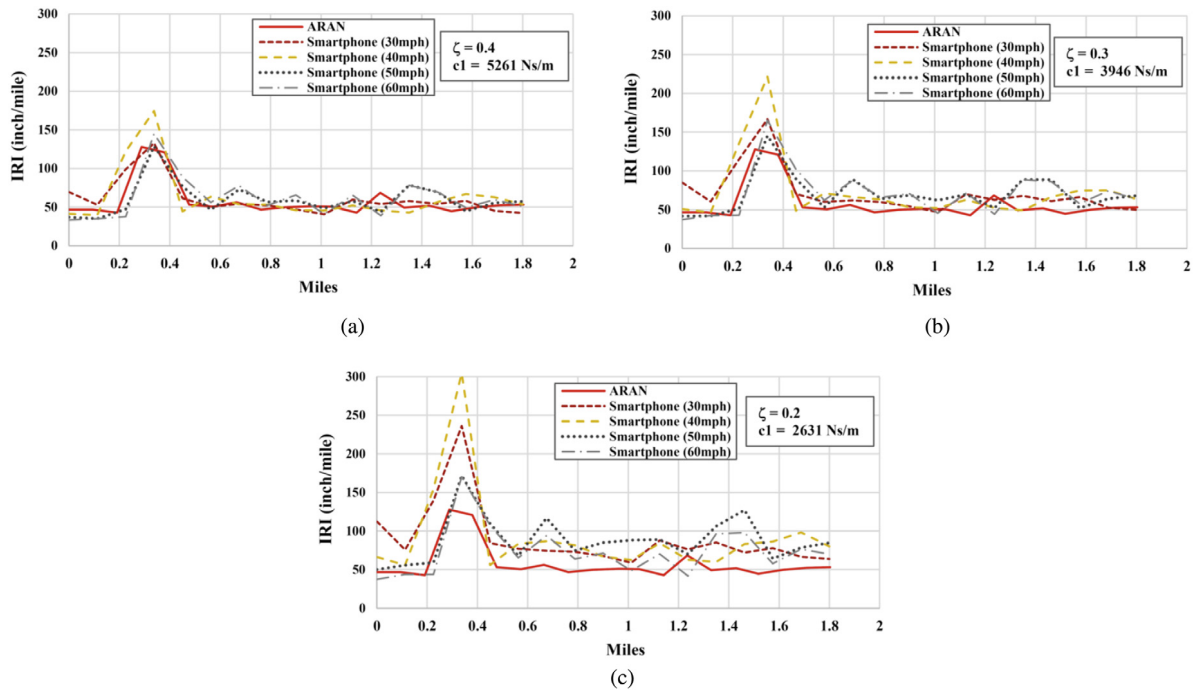 300
250
200
150
100
50
0
IRI (inch/mile)
ARAN
Smartphone (30mph)
Smartphone (40mph)
Smartphone (50mph)
Smartphone (60mph)
ζ = 0.4
c1 = 5261 Ns/m
0 0.2 0.4 0.6 0.8 1 1.2 1.4 1.6 1.8 2
Miles
(a)
300
250
200
150
100
50
0
IRI (inch/mile)
ARAN
Smartphone (30mph)
Smartphone (40mph)
Smartphone (50mph)
Smartphone (60mph)
ζ = 0.3
c1 = 3946 Ns/m
0 0.2 0.4 0.6 0.8 1 1.2 1.4 1.6 1.8 2
Miles
(b)
300
250
200
150
100
50
0
IRI (inch/mile)
ARAN
Smartphone (30mph)
Smartphone (40mph)
Smartphone (50mph)
Smartphone (60mph)
ζ = 0.2
c1 = 2631 Ns/m
0 0.2 0.4 0.6 0.8 1 1.2 1.4 1.6 1.8 2
Miles
(c)